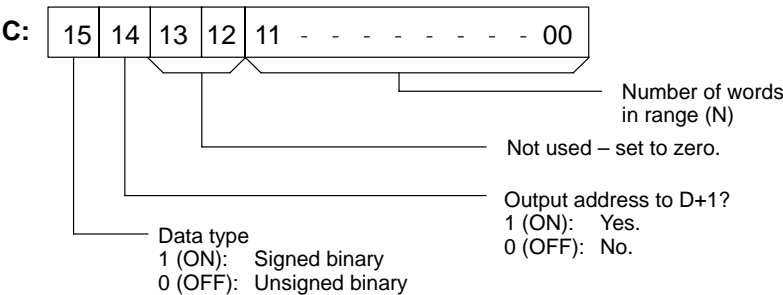 C: 15 14 13 12 11 - - - - - - - - 00
Number of words
in range (N)
Not used – set to zero.
Output address to D+1?
1 (ON): Yes.
0 (OFF): No.
Data type
1 (ON): Signed binary
0 (OFF): Unsigned binary